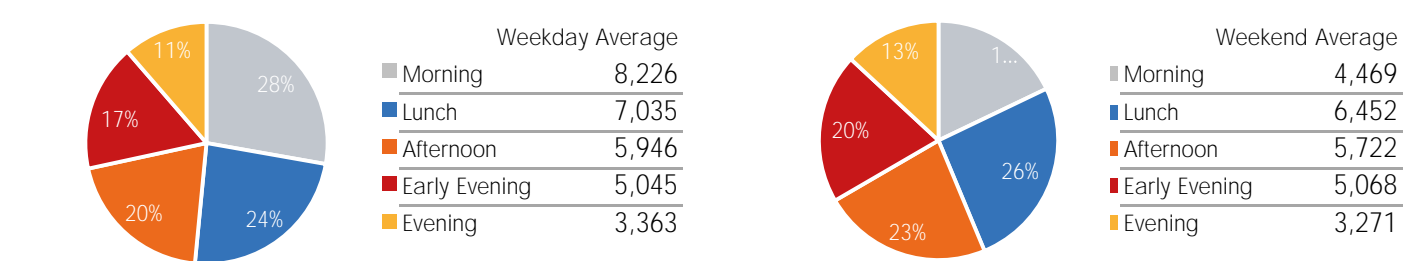 11%
28%
17%
20%
24%
Weekday Average
Morning 8,226
Lunch 7,035
Afternoon 5,946
Early Evening 5,045
Evening 3,363
13%
1...
20%
26%
23%
Weekend Average
Morning 4,469
Lunch 6,452
Afternoon 5,722
Early Evening 5,068
Evening 3,271